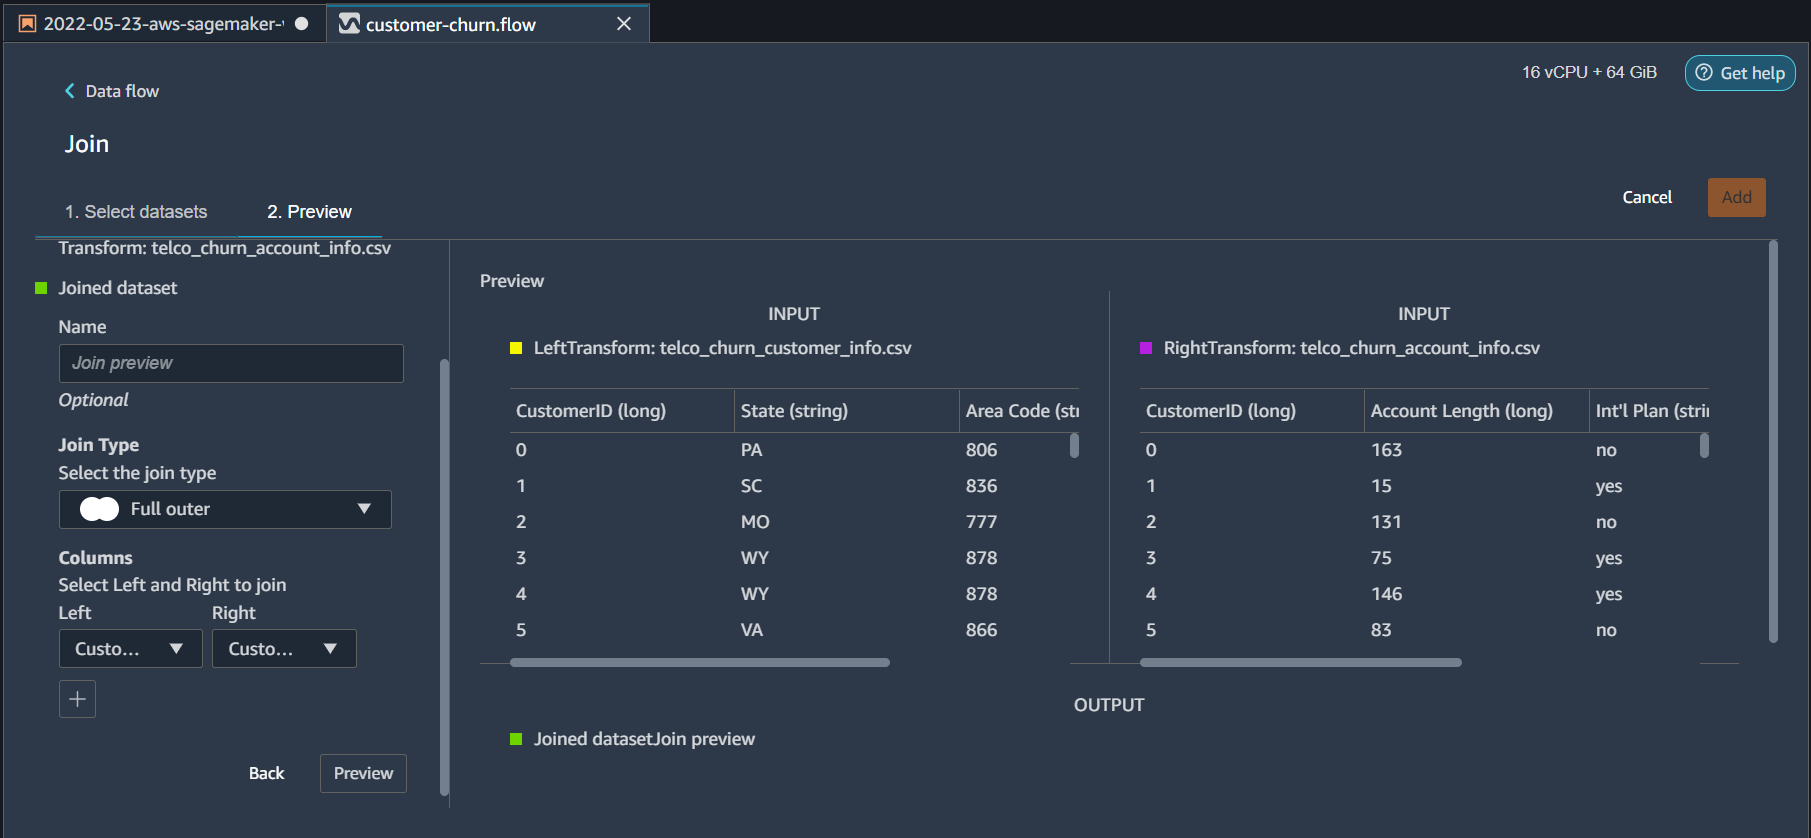 2022-05-23-aws-sagemaker-
customer-churn.flow
16 vCPU + 64 GiB
Get help
Data flow
Join
1. Select datasets
2. Preview
Cancel
Add
Transform: telco_churn_account_info.csv
Joined dataset
Name
Join preview
Optional
Join Type
Select the join type
Full outer
Columns
Select Left and Right to join
Left Right
Custo... Custo...
Back
Preview
Preview
INPUT
LeftTransform: telco_churn_customer_info.csv
CustomerID (long) State (string) Area Code (str
0 PA 806
1 SC 836
2 MO 777
3 WY 878
4 WY 878
5 VA 866
INPUT
RightTransform: telco_churn_account_info.csv
CustomerID (long) Account Length (long) Int'l Plan (strin
0 163 no
1 15 yes
2 131 no
3 75 yes
4 146 yes
5 83 no
OUTPUT
Joined datasetJoin preview